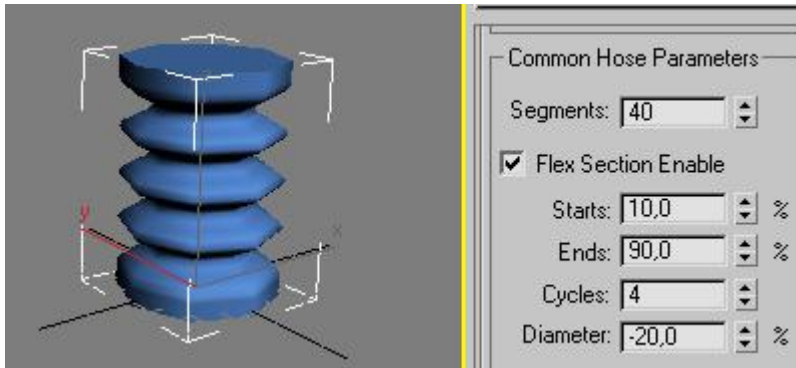 Common Hose Parameters
Segments: 40
Flex Section Enable
Starts: 10,0 %
Ends: 90,0 %
Cycles: 4
Diameter: -20,0 %
y
x